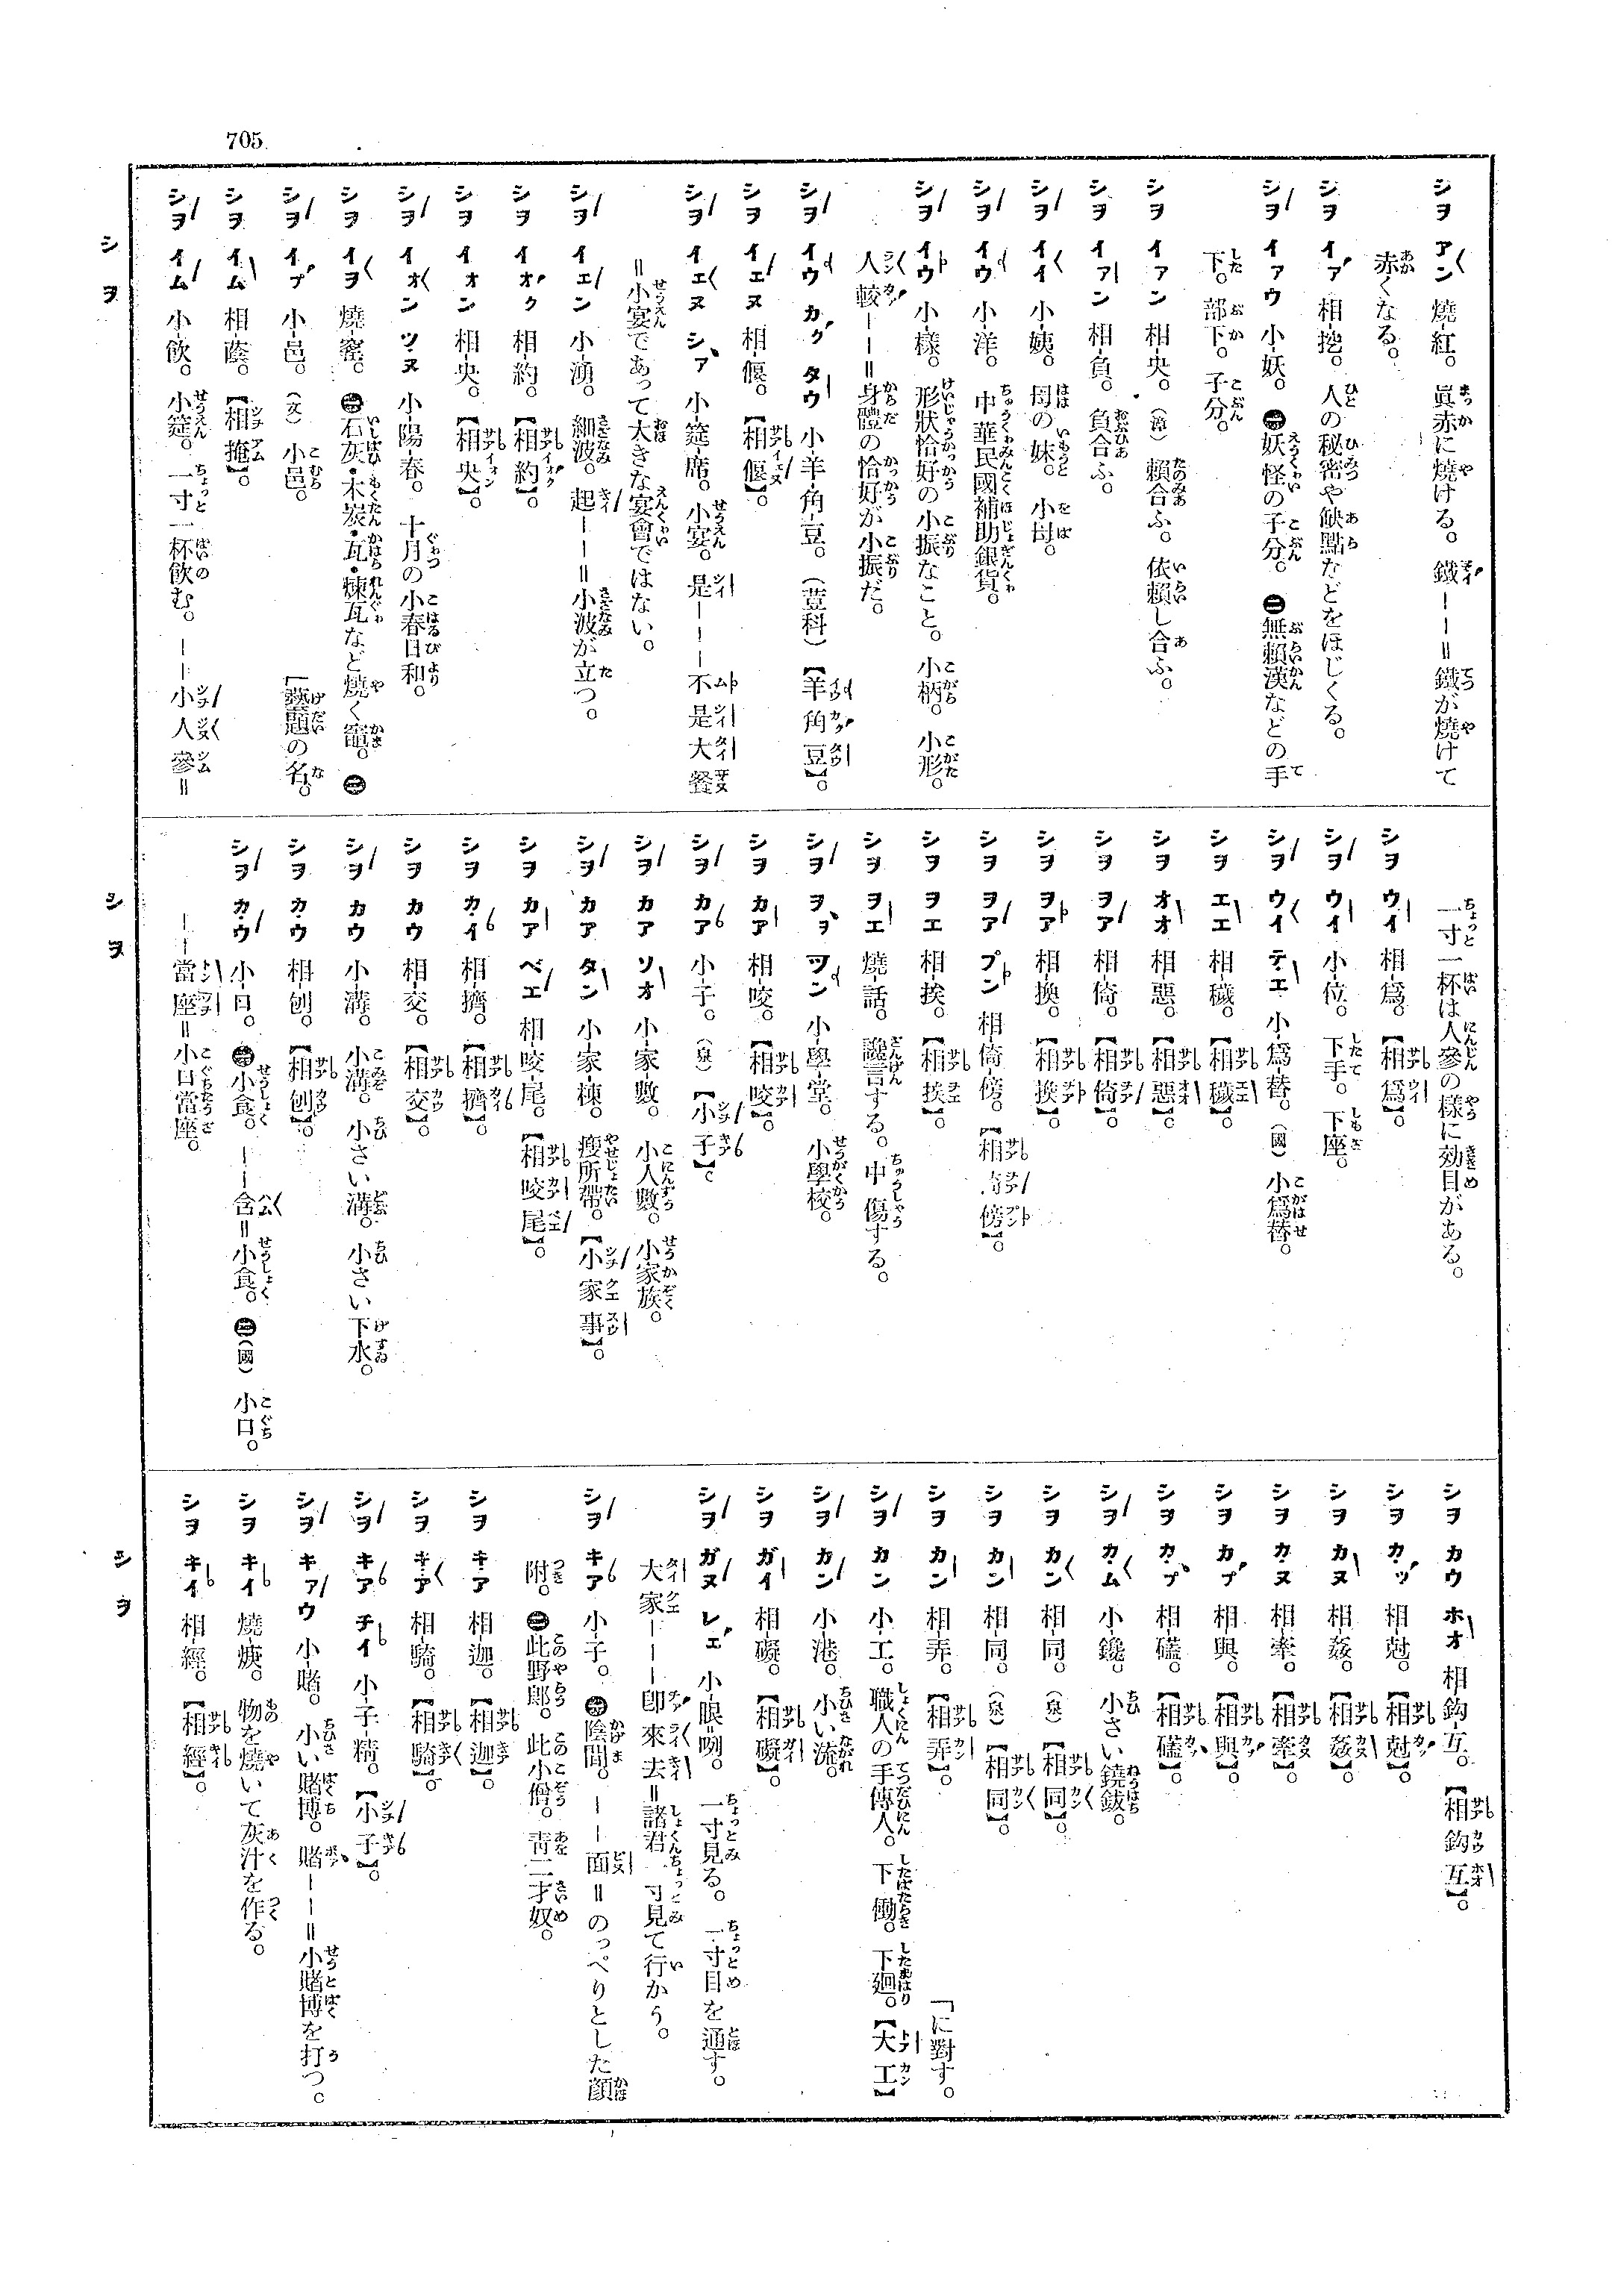 705
シヲ アン 燒紅。眞赤に燒ける。鐵ーー＝鐵が燒けて
赤くなる。
シヲ イア 相挖。人の秘密や缺點などをほじくる。
シヲ イアウ 小妖。㊀妖怪の子分。㊁無賴漢などの手
下。部下。子分。
シヲ イアン 相央。（漳）賴合ふ。依賴し合ふ。
シヲ イアン 相負。負合ふ。
シヲ イイ 小姨。母の妹。小母。
シヲ イウ 小洋。中華民國補助銀貨。
シヲ イウ 小樣。形狀恰好の小振なこと。小柄。小形。
人較ーー＝身體の恰好が小振だ。
シヲ イウ カク タウ 小羊角豆。（荳科）【羊角豆】。
シヲ イエヌ 相偃。【相偃】。
シヲ イエヌ シア 小筵席。小宴。是ーーー不是大餐
＝小宴であって大きな宴會ではない。
シヲ イエン 小湧。細波。起ーー＝小波が立つ。
シヲ イオク 相約。【相約】。
シヲ イオン 相央。【相央】。
シヲ イオン ツヌ 小陽春。十月の小春日和。
シヲ イヲ 燒窰。㊀石灰・木炭・瓦・煉瓦など燒く竈。㊁
［藝題の名。
シヲ イプ 小邑。（文）小邑。
シヲ イム 相蔭。【相掩】。
シヲ イム 小飮。小筵。一寸一杯飮む。ーー小人參＝
シヲ
一寸一杯は人參の樣に効目がある。
シヲ ウイ 相爲。【相爲】。
シヲ ウイ 小位。下手。下座。
シヲ ウイ テエ 小爲替。（國）小爲替。
シヲ エエ 相穢。【相穢】。
シヲ オオ 相惡。【相惡】。
シヲ ヲア 相倚。【相倚】。
シヲ ヲア 相換。【相換】。
シヲ ヲア プン 相倚傍。【相倚傍】。
シヲ ヲエ 相挨。【相挨】。
シヲ ヲエ 燒話。讒言する。中傷する。
シヲ ヲヲ ツン 小學堂。小學校。
シヲ カア 相咬。【相咬】。
シヲ カア 小子。（泉）【小子】。
シヲ カア ソオ 小家數。小人數。小家族。
シヲ カア タン 小家棟。瘦所帶。【小家事】。
シヲ カア ベエ 相咬尾。【相咬尾】。
シヲ カイ 相擠。【相擠】。
シヲ カウ 相交。【相交】。
シヲ カウ 小溝。小溝。小さい溝。小さい下水。
シヲ カウ 相刨。【相刨】。
シヲ カウ 小口。㊀小食。ーー含＝小食。㊁（國）小口。
ーー當座＝小口當座。
シヲ
シヲ カウ ホオ 相鈎互。【相鈎互】。
シヲ カツ 相尅。【相尅】。
シヲ カヌ 相姦。【相姦】。
シヲ カヌ 相牽。【相牽】。
シヲ カプ 相與。【相與】。
シヲ カプ 相礚。【相礚】。
シヲ カム 小鑱。小さい鐃鈸。
シヲ カン 相同。（泉）【相同】。
シヲ カン 相同。（泉）【相同】。
シヲ カン 相弄。【相弄】。
［に對す。
シヲ カン 小工。職人の手傳人。下働。下廻。【大工】
シヲ カン 小港。小い流。
シヲ ガイ 相礙。【相礙】。
シヲ ガヌ レエ 小眼咧。一寸見る。一寸目を通す。
大家ーーー卽來去＝諸君一寸見て行かう。
シヲ キア 小子。㊀陰間。ーー面＝のっぺりとした顏
附。㊁此野郎。此小僧。靑二才奴。
シヲ キア 相迦。【相迦】。
シヲ キア 相騎。【相騎】。
シヲ キア チイ 小子精。【小子】。
シヲ キアウ 小賭。小い賭博。賭ーー＝小賭博を打つ。
シヲ キイ 燒㷮。物を燒いて灰汁を作る。
シヲ キイ 相經。【相經】。
シヲ